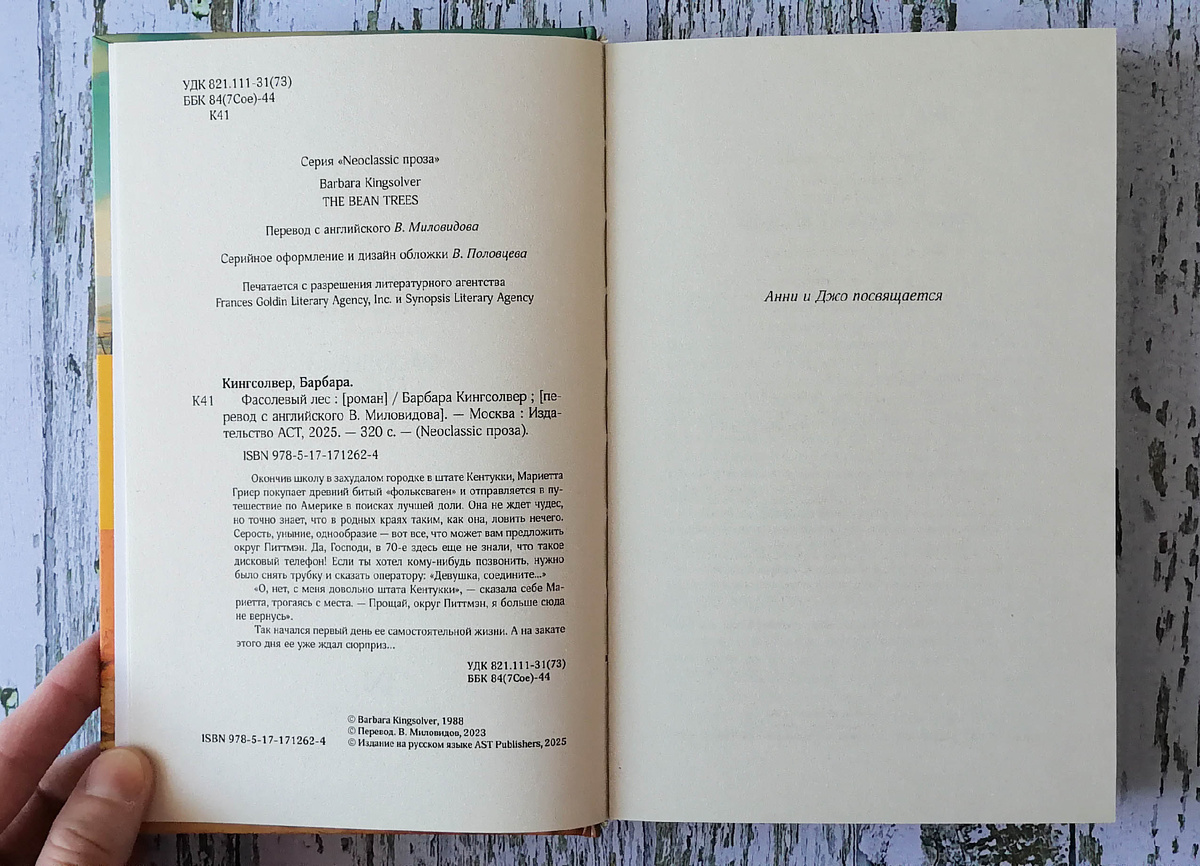 УДК 821.111-31(73)
ББК 84(7Сое)-44
К41
Серия «Neoclassic проза»
Barbara Kingsolver
THE BEAN TREES
Перевод с английского В. Миловидова
Серийное оформление и дизайн обложки В. Половцева
Печатается с разрешения литературного агентства
Frances Goldin Literary Agency, Inc. и Synopsis Literary Agency
Кингсолвер, Барбара.
К41 Фасолевый лес : [роман] / Барбара Кингсолвер ; [пе-
ревод с английского В. Миловидова]. — Москва : Изда-
тельство АСТ, 2025. — 320 с. — (Neoclassic проза).
ISBN 978-5-17-171262-4
Окончив школу в захудалом городке в штате Кентукки, Мариетта
Гриер покупает древний битый «фольксваген» и отправляется в пу-
тешествие по Америке в поисках лучшей доли. Она не ждет чудес,
но точно знает, что в родных краях таким, как она, ловить нечего.
Серость, уныние, однообразие — вот все, что может вам предложить
округ Питтмэн. Да, Господи, в 70-е здесь еще не знали, что такое
дисковый телефон! Если ты хотел кому-нибудь позвонить, нужно
было снять трубку и сказать оператору: «Девушка, соедините...»
«О, нет, с меня довольно штата Кентукки», — сказала себе Ма-
риетта, трогаясь с места. — Прощай, округ Питтмэн, я больше сюда
не вернусь».
Так начался первый день ее самостоятельной жизни. А на закате
этого дня ее уже ждал сюрприз...
УДК 821.111-31(73)
ББК 84(7Сое)-44
© Barbara Kingsolver, 1988
© Перевод. В. Миловидов, 2023
ISBN 978-5-17-171262-4 © Издание на русском языке AST Publishers, 2025
Анни и Джо посвящается